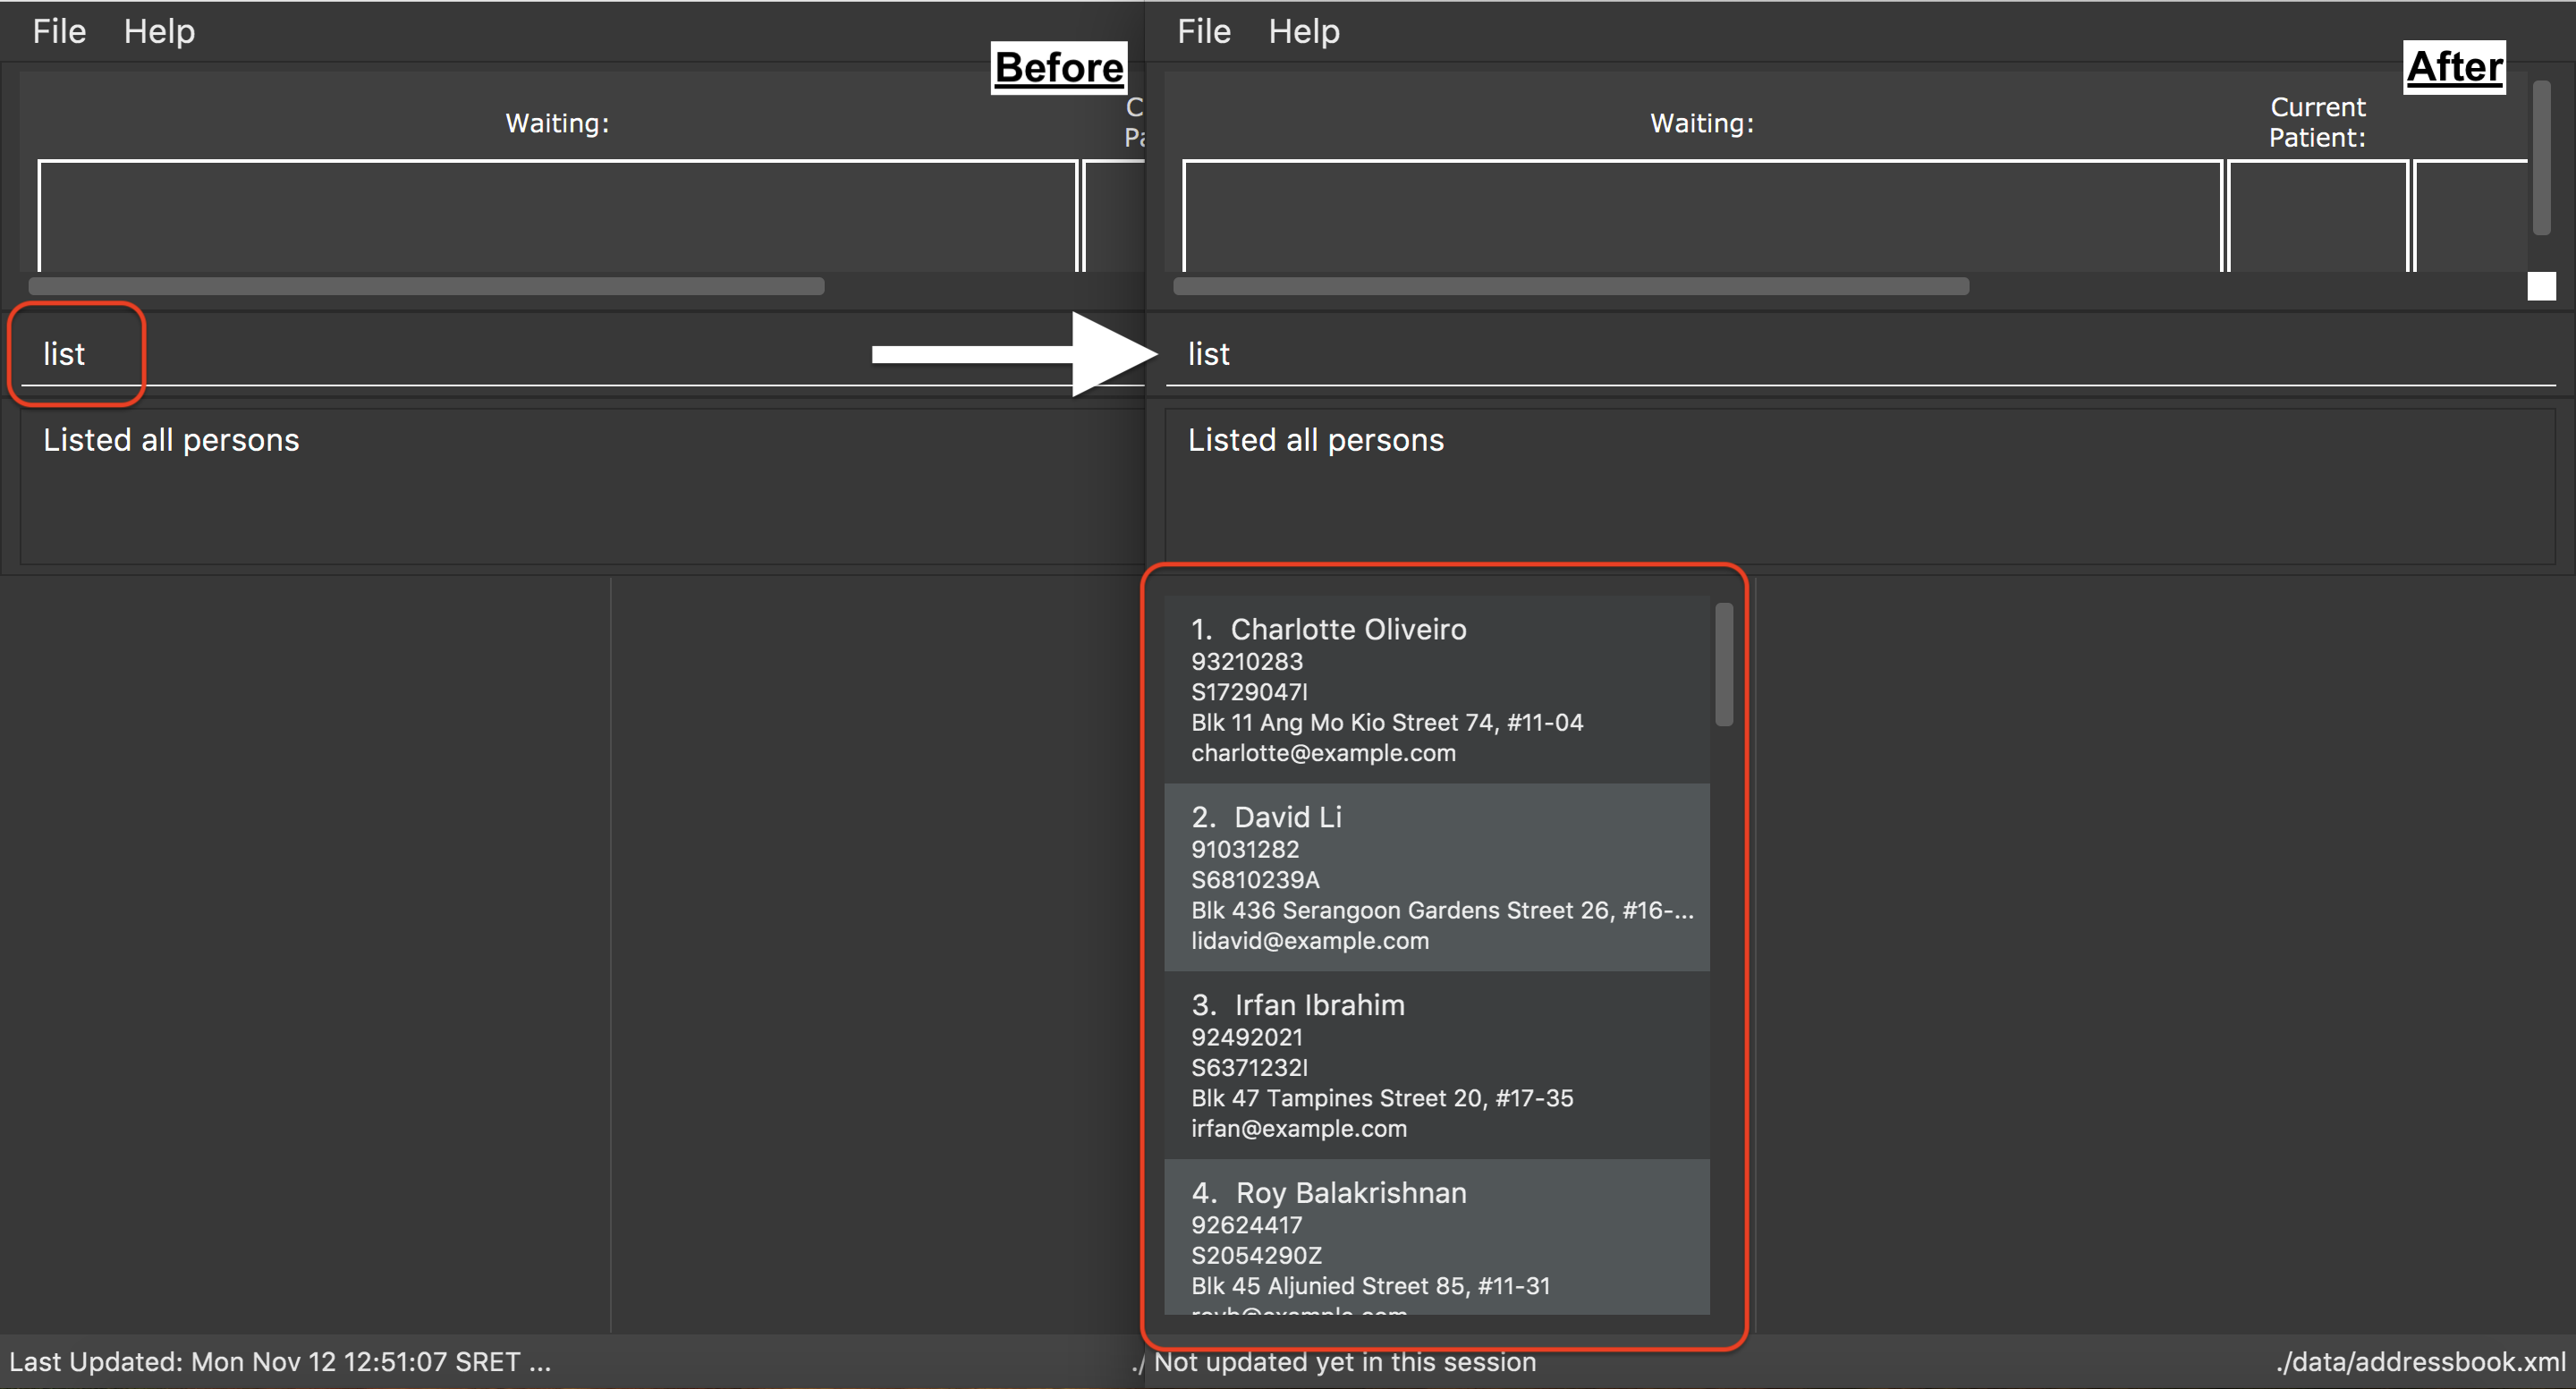 File Help
Before
Waiting:
C
Pa
list
Listed all persons
Last Updated: Mon Nov 12 12:51:07 SRET ...
./
File Help
After
Waiting:
Current
Patient:
list
Listed all persons
1. Charlotte Oliveiro
93210283
S1729047I
Blk 11 Ang Mo Kio Street 74, #11-04
charlotte@example.com
2. David Li
91031282
S6810239A
Blk 436 Serangoon Gardens Street 26, #16-...
lidavid@example.com
3. Irfan Ibrahim
92492021
S6371232I
Blk 47 Tampines Street 20, #17-35
irfan@example.com
4. Roy Balakrishnan
92624417
S2054290Z
Blk 45 Aljunied Street 85, #11-31
royb@example.com
Not updated yet in this session
./data/addressbook.xml